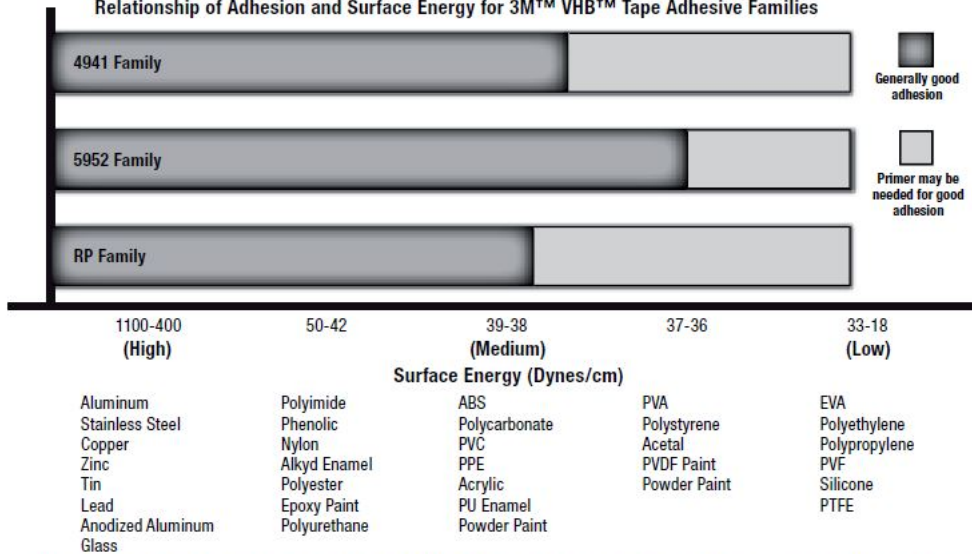 Relationship of Adhesion and Surface Energy for 3M™ VHB™ Tape Adhesive Families
4941 Family
Generally good
adhesion
5952 Family
Primer may be
needed for good
adhesion
RP Family
1100-400
(High)
50-42
39-38
(Medium)
37-36
33-18
(Low)
Surface Energy (Dynes/cm)
Aluminum
Stainless Steel
Copper
Zinc
Tin
Lead
Anodized Aluminum
Glass
Polyimide
Phenolic
Nylon
Alkyd Enamel
Polyester
Epoxy Paint
Polyurethane
ABS
Polycarbonate
PVC
PPE
Acrylic
PU Enamel
Powder Paint
PVA
Polystyrene
Acetal
PVDF Paint
Powder Paint
EVA
Polyethylene
Polypropylene
PVF
Silicone
PTFE